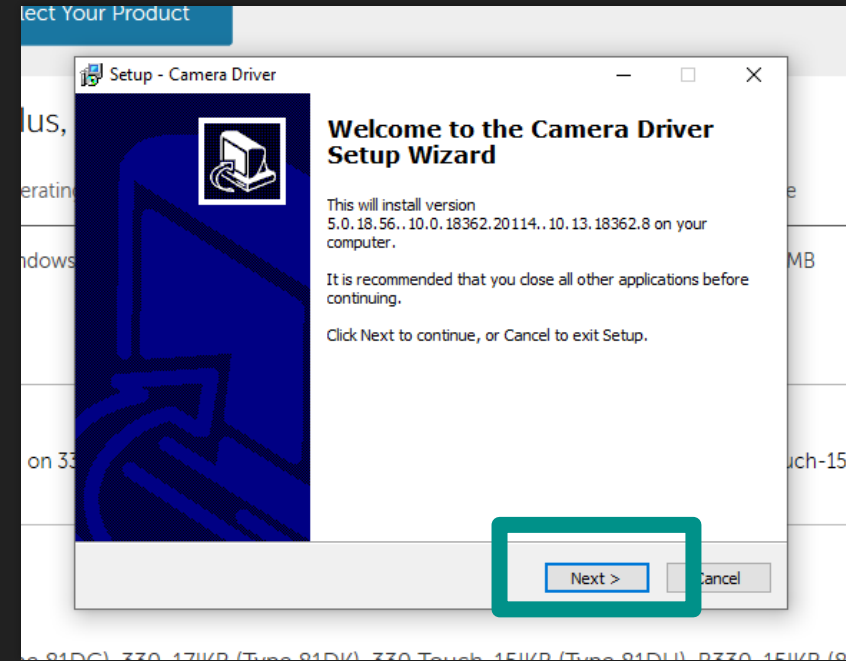 lect Your Product
Setup - Camera Driver
lus,
Welcome to the Camera Driver
Setup Wizard
erating
e
This will install version
5.0.18.56..10.0.18362.20114..10.13.18362.8 on your
computer.
ndows
MB
It is recommended that you close all other applications before
continuing.
Click Next to continue, or Cancel to exit Setup.
on 33
uch-15
Next >
Cancel
81DG), 330-17IKB (Type 81DK), 330 Touch-15IKB (Type 81DH), B330-15IKB